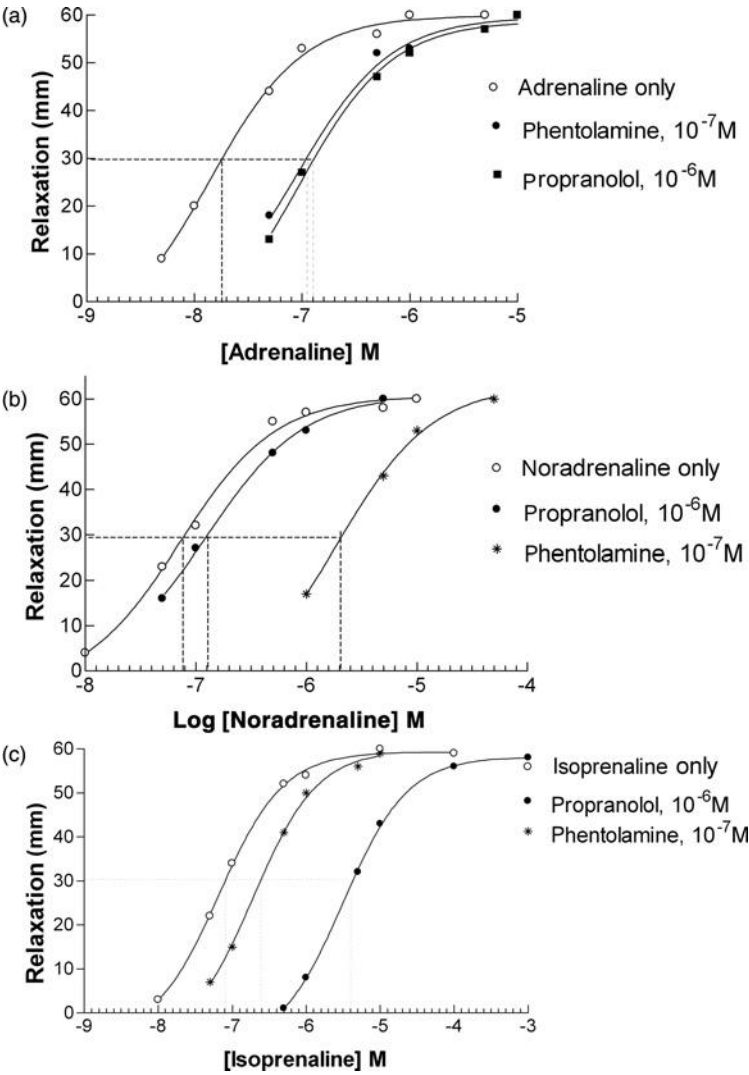 (a)
60
50
40
30
20
10
0
Relaxation (mm)
-9 -8 -7 -6 -5
[Adrenaline] M
Adrenaline only
Phentolamine, 10⁻⁷M
Propranolol, 10⁻⁶M
(b)
60
50
40
30
20
10
0
Relaxation (mm)
-8 -7 -6 -5 -4
Log [Noradrenaline] M
Noradrenaline only
Propranolol, 10⁻⁶M
Phentolamine, 10⁻⁷M
(c)
60
50
40
30
20
10
0
Relaxation (mm)
-9 -8 -7 -6 -5 -4 -3
[Isoprenaline] M
Isoprenaline only
Propranolol, 10⁻⁶M
Phentolamine, 10⁻⁷M